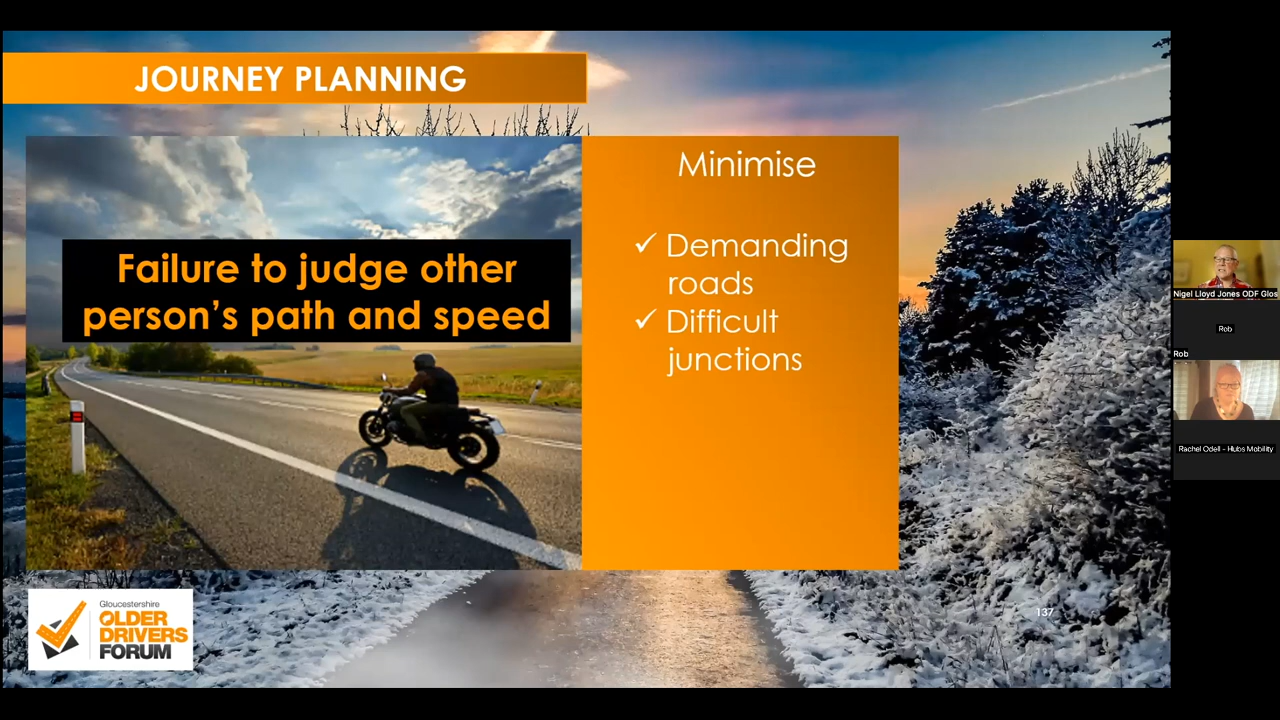 JOURNEY PLANNING
Failure to judge other
person's path and speed
Minimise
✓ Demanding
roads
✓ Difficult
junctions
Gloucestershire
OLDER
DRIVERS
FORUM
137
Nigel Lloyd Jones ODF Glos
Rob
Rob
Rachel Odell - Hubs Mobility